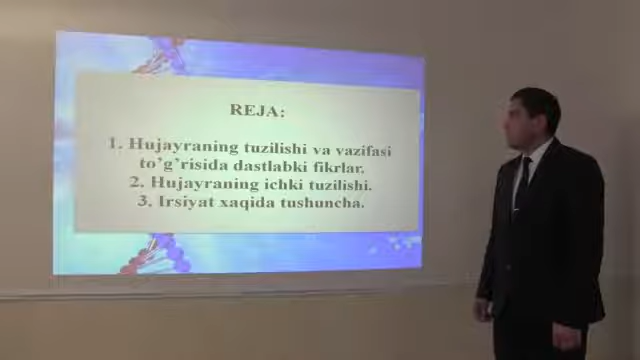 REJA:
1. Hujayraning tuzilishi va vazifasi
to’g’risida dastlabki fikrlar.
2. Hujayraning ichki tuzilishi.
3. Irsiyat xaqida tushuncha.